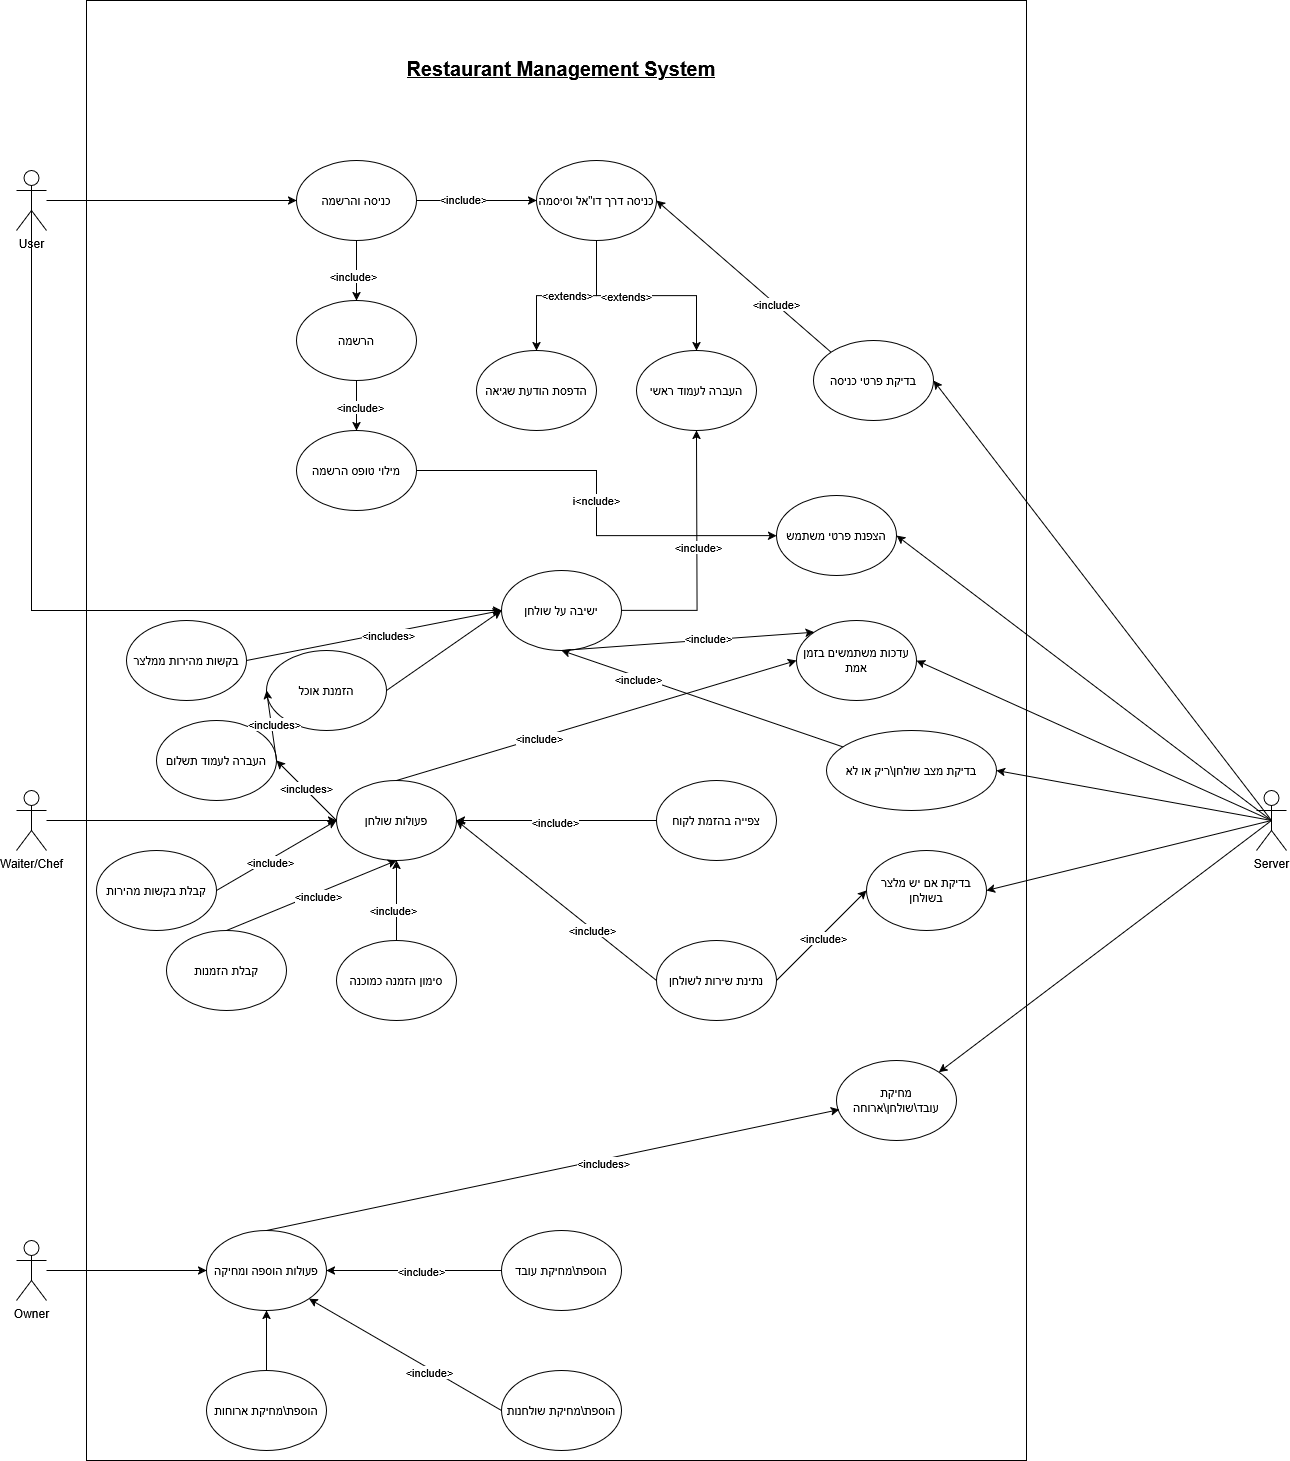 Restaurant Management System
User
כניסה והרשמה
<include>
כניסה דרך דו"אל וסיסמה
<include>
<extends>
<extends>
<include>
הרשמה
בדיקת פרטי כניסה
הדפסת הודעת שגיאה
העברה לעמוד ראשי
<include>
מילוי טופס הרשמה
i<nclude>
הצפנת פרטי משתמש
<include>
ישיבה על שולחן
<includes>
<include>
בקשות מהירות ממלצר
עדכות משתמשים בזמן
אמת
<include>
הזמנת אוכל
<includes>
<include>
העברה לעמוד תשלום
בדיקת מצב שולחן\ריק או לא
<includes>
Waiter/Chef
פעולות שולחן
<include>
צפייה בהזמת לקוח
Server
<include>
קבלת בקשות מהירות
בדיקת אם יש מלצר
בשולחן
<include>
<include>
<include>
<include>
קבלת הזמנות
סימון הזמנה כמוכנה
נתינת שירות לשולחן
מחיקת
עובד\שולחן\ארוחה
<includes>
Owner
פעולות הוספה ומחיקה
<include>
הוספת\מחיקת עובד
<include>
הוספת\מחיקת ארוחות
הוספת\מחיקת שולחנות